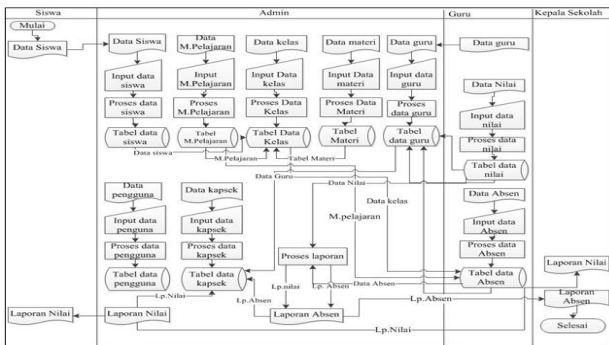 Siswa
Admin
Guru
Kepala Sekolah
Mulai
Data Siswa
Data Siswa
Data
M.Pelajaran
Data kelas
Data materi
Data guru
Data guru
Input data
siswa
Input
M.Pelajaran
Input Data
kelas
Input Data
materi
Input data
guru
Data Nilai
Proses data
siswa
Proses
M.Pelajaran
Proses Data
Kelas
Proses Data
Materi
Proses
data guru
Input data
nilai
Proses data
nilai
Tabel data
siswa
Tabel
M.Pelajaran
Tabel Data
Kelas
Tabel
Materi
Tabel data
guru
Tabel data
nilai
Data siswa
M.Pelajaran
Tabel Materi
Data Guru
Data Nilai
Data kelas
M.pelajaran
Data
pengguna
Data kapsek
Data Absen
Input data
penguna
Input data
kapsek
Input data
Absen
Proses data
pengguna
Proses data
kapsek
Proses laporan
Proses data
Absen
Tabel data
pengguna
Tabel data
kapsek
Lp.nilai
Lp. Absen
Data Absen
Tabel data
Absen
Laporan Nilai
Lp.Nilai
Lp.Absen
Lp.Absen
Laporan
Absen
Laporan Nilai
Laporan Nilai
Laporan Absen
Lp.Nilai
Selesai